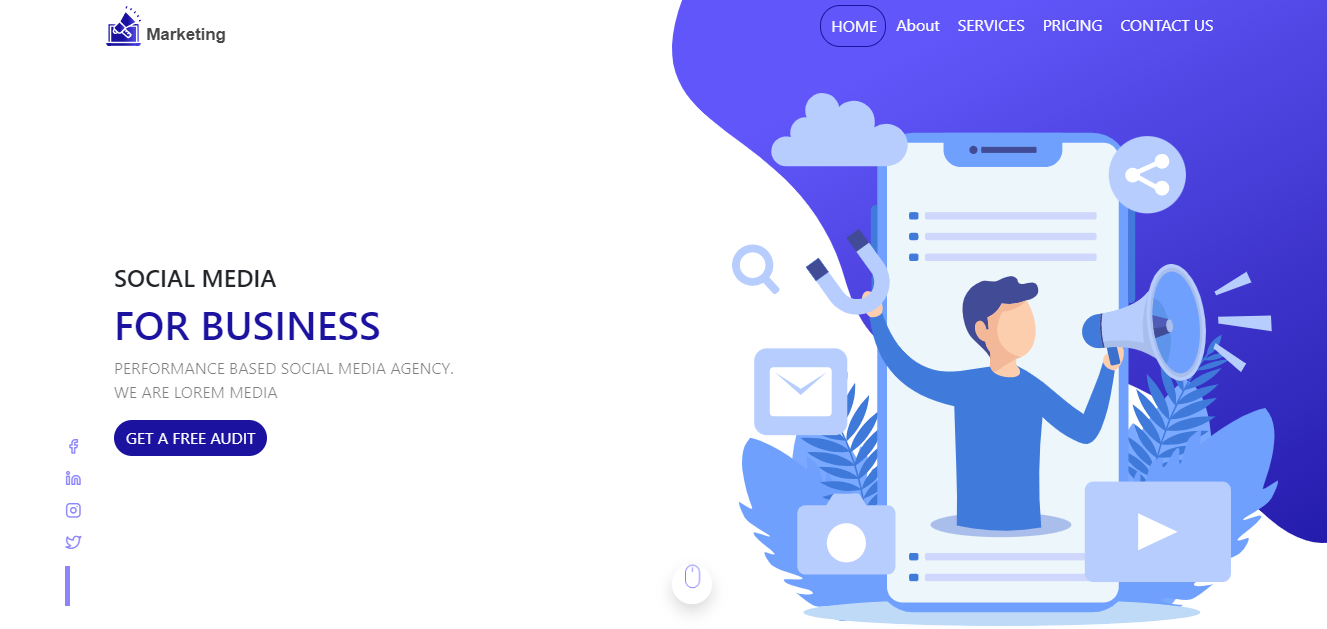 Marketing
HOME About SERVICES PRICING CONTACT US
SOCIAL MEDIA
FOR BUSINESS
PERFORMANCE BASED SOCIAL MEDIA AGENCY.
WE ARE LOREM MEDIA
GET A FREE AUDIT